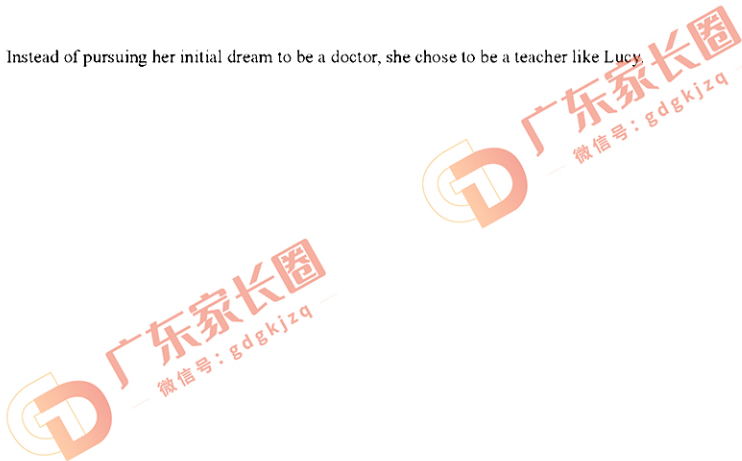 Instead of pursuing her initial dream to be a doctor, she chose to be a teacher like Lucy.
广东家长圈
微信号：gdgkjzq
广东家长圈
微信号：gdgkjzq